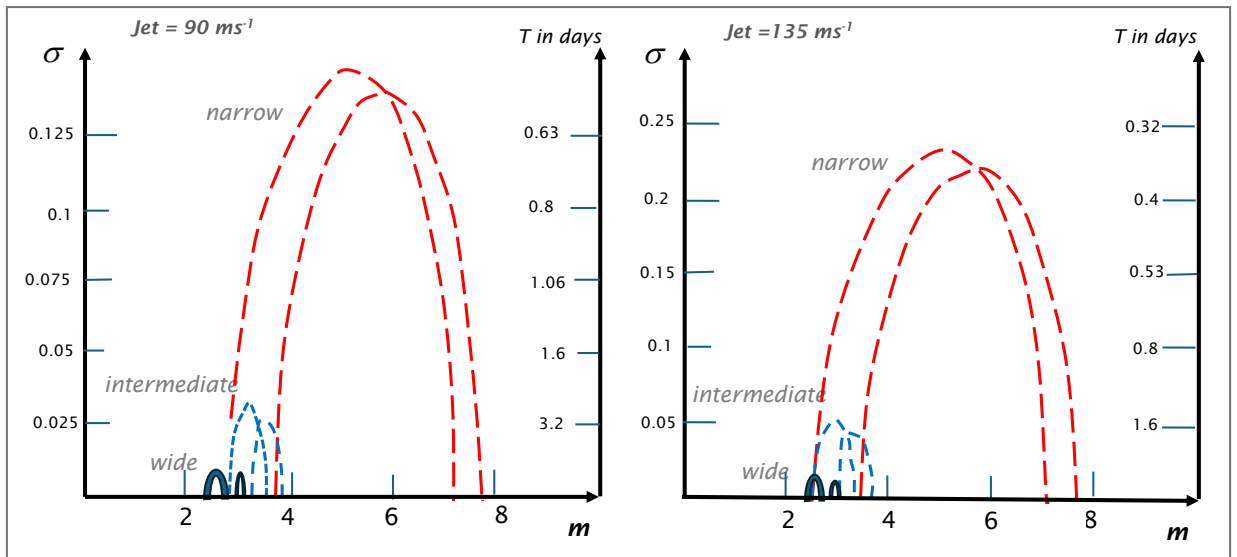 Jet = 90 ms⁻¹
σ
T in days
narrow
0.125
0.63
0.1
0.8
0.075
1.06
0.05
1.6
intermediate
0.025
3.2
wide
2
4
6
8
m
Jet =135 ms⁻¹
σ
T in days
0.25
0.32
narrow
0.2
0.4
0.15
0.53
0.1
0.8
intermediate
0.05
1.6
wide
2
4
6
8
m